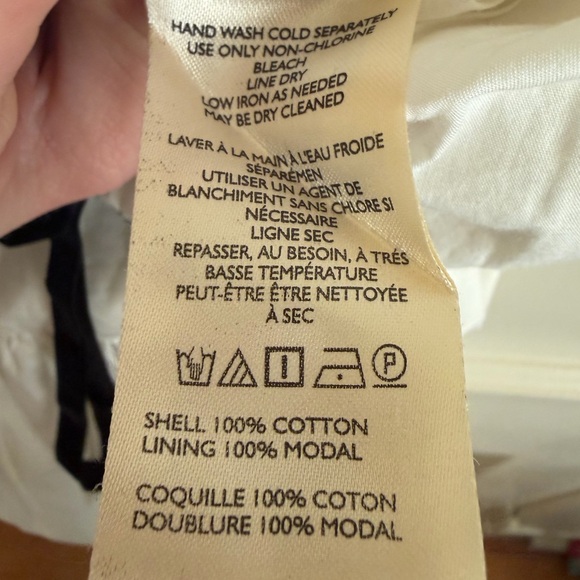 HAND WASH COLD SEPARATELY
USE ONLY NON-CHLORINE
BLEACH
LINE DRY
LOW IRON AS NEEDED
MAY BE DRY CLEANED
LAVER À LA MAIN À L'EAU FROIDE
SÉPARÉMEN
UTILISER UN AGENT DE
BLANCHIMENT SANS CHLORE SI
NÉCESSAIRE
LIGNE SEC
REPASSER, AU BESOIN, À TRÉS
BASSE TEMPÉRATURE
PEUT-ÊTRE ÊTRE NETTOYÉE
À SEC
P
SHELL 100% COTTON
LINING 100% MODAL
COQUILLE 100% COTON
DOUBLURE 100% MODAL